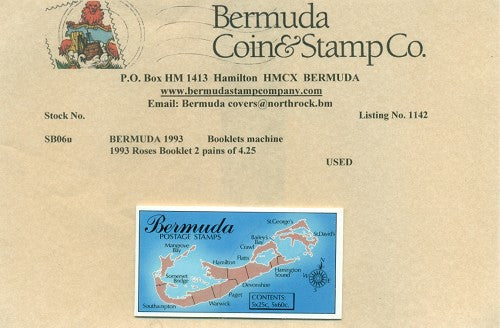 Bermuda
Coin & Stamp Co.
P.O. Box HM 1413 Hamilton HMCX BERMUDA
www.bermudastampcompany.com
Email: Bermuda covers@northrock.bm
Stock No. Listing No. 1142
SB06u BERMUDA 1993 Booklets machine
1993 Roses Booklet 2 pains of 4.25
USED
Bermuda
POSTAGE STAMPS
St.George's
St.David's
Bailey's
Bay
Crawl
Mangrove
Bay
Flatts
Hamilton
Harrington
Sound
Somerset
Bridge
Devonshire
Paget
Warwick
Southampton
CONTENTS:
5x25c, 5x60c.